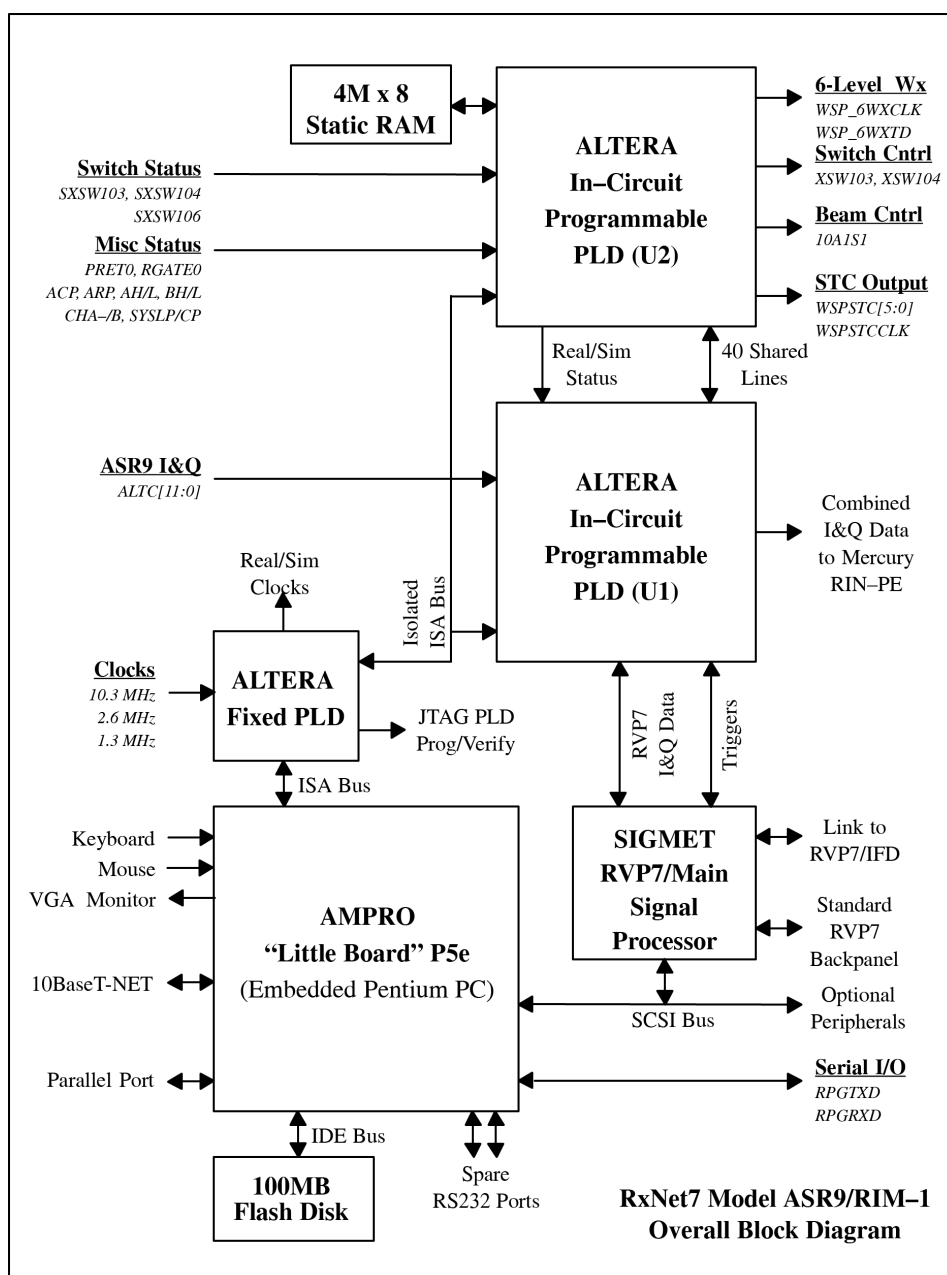 4M x 8
Static RAM
ALTERA
In–Circuit
Programmable
PLD (U2)
6-Level Wx
WSP_6WXCLK
WSP_6WXTD
Switch Cntrl
XSW103, XSW104
Beam Cntrl
10A1S1
STC Output
WSPSTC[5:0]
WSPSTCCLK
Switch Status
SXSW103, SXSW104
SXSW106
Misc Status
PRET0, RGATE0
ACP, ARP, AH/L, BH/L
CHA–/B, SYSLP/CP
Real/Sim
Status
40 Shared
Lines
ASR9 I&Q
ALTC[11:0]
ALTERA
In–Circuit
Programmable
PLD (U1)
Combined
I&Q Data
to Mercury
RIN–PE
Real/Sim
Clocks
Isolated
ISA Bus
Clocks
10.3 MHz
2.6 MHz
1.3 MHz
ALTERA
Fixed PLD
JTAG PLD
Prog/Verify
RVP7
I&Q Data
Triggers
ISA Bus
Keyboard
Mouse
VGA Monitor
10BaseT-NET
Parallel Port
AMPRO
“Little Board” P5e
(Embedded Pentium PC)
SIGMET
RVP7/Main
Signal
Processor
Link to
RVP7/IFD
Standard
RVP7
Backpanel
SCSI Bus
Optional
Peripherals
Serial I/O
RPGTXD
RPGRXD
IDE Bus
100MB
Flash Disk
Spare
RS232 Ports
RxNet7 Model ASR9/RIM–1
Overall Block Diagram